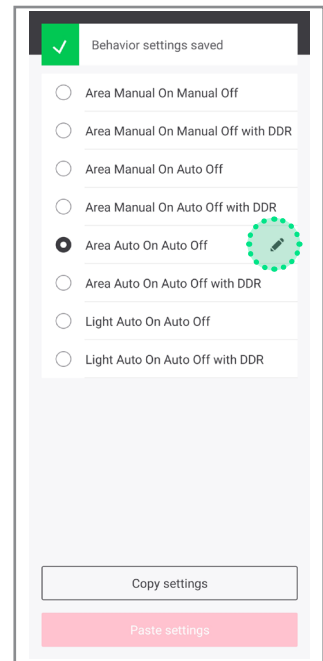 Behavior settings saved
Area Manual On Manual Off
Area Manual On Manual Off with DDR
Area Manual On Auto Off
Area Manual On Auto Off with DDR
Area Auto On Auto Off
Area Auto On Auto Off with DDR
Light Auto On Auto Off
Light Auto On Auto Off with DDR
Copy settings
Paste settings